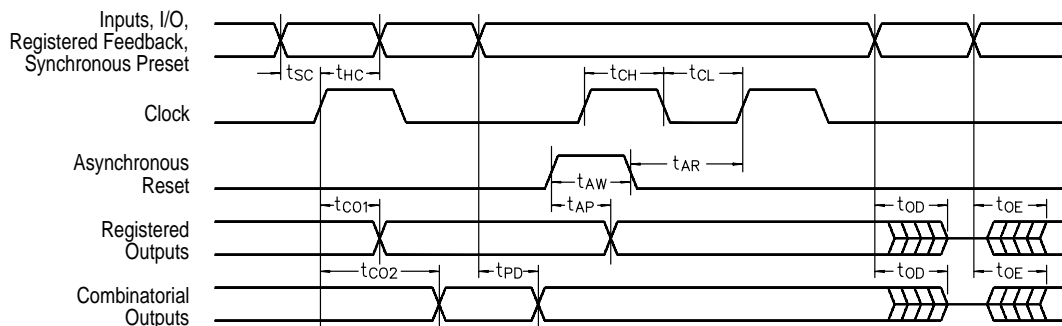 Inputs, I/O,
Registered Feedback,
Synchronous Preset
tSC
tHC
tCH
tCL
Clock
Asynchronous
Reset
tAR
tAW
tCO1
tAP
tOD
tOE
Registered
Outputs
tCO2
tPD
tOD
tOE
Combinatorial
Outputs